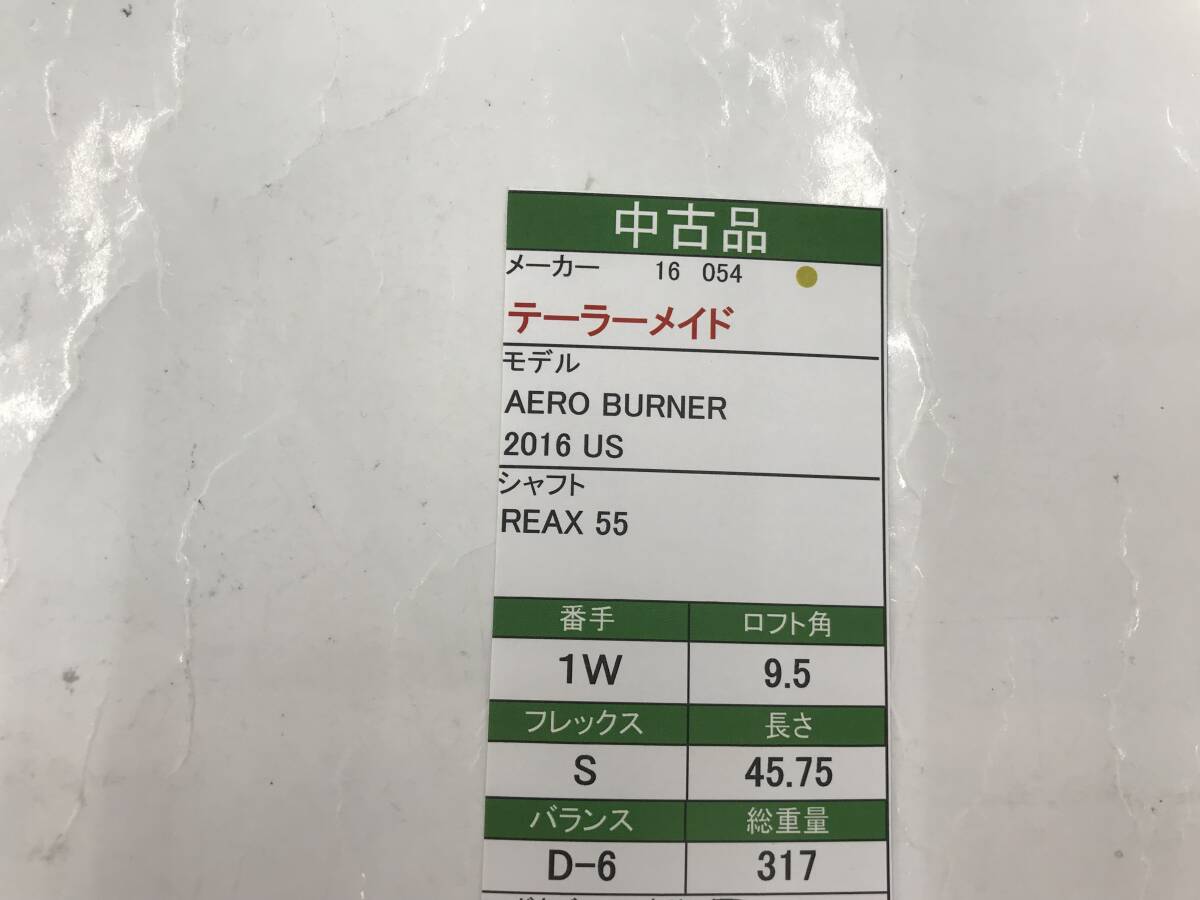 中古品
メーカー 16 054
テーラーメイド
モデル
AERO BURNER
2016 US
シャフト
REAX 55
番手 ロフト角
1W 9.5
フレックス 長さ
S 45.75
バランス 総重量
D-6 317